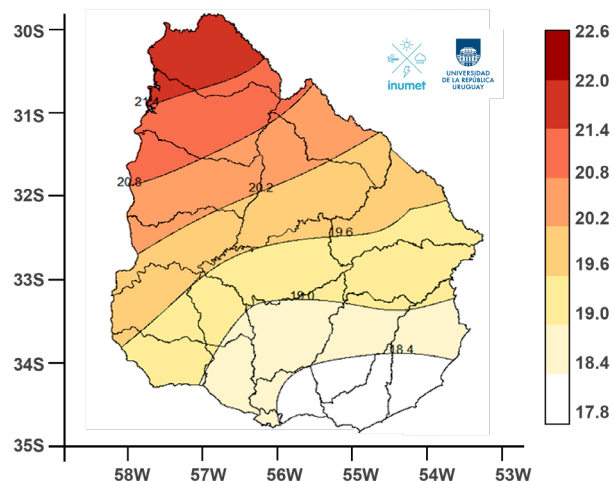 30S
31S
32S
33S
34S
35S
58W
57W
56W
55W
54W
53W
21.4
20.8
20.2
19.6
19.0
18.4
inumet
UNIVERSIDAD
DE LA REPÚBLICA
URUGUAY
22.6
22.0
21.4
20.8
20.2
19.6
19.0
18.4
17.8